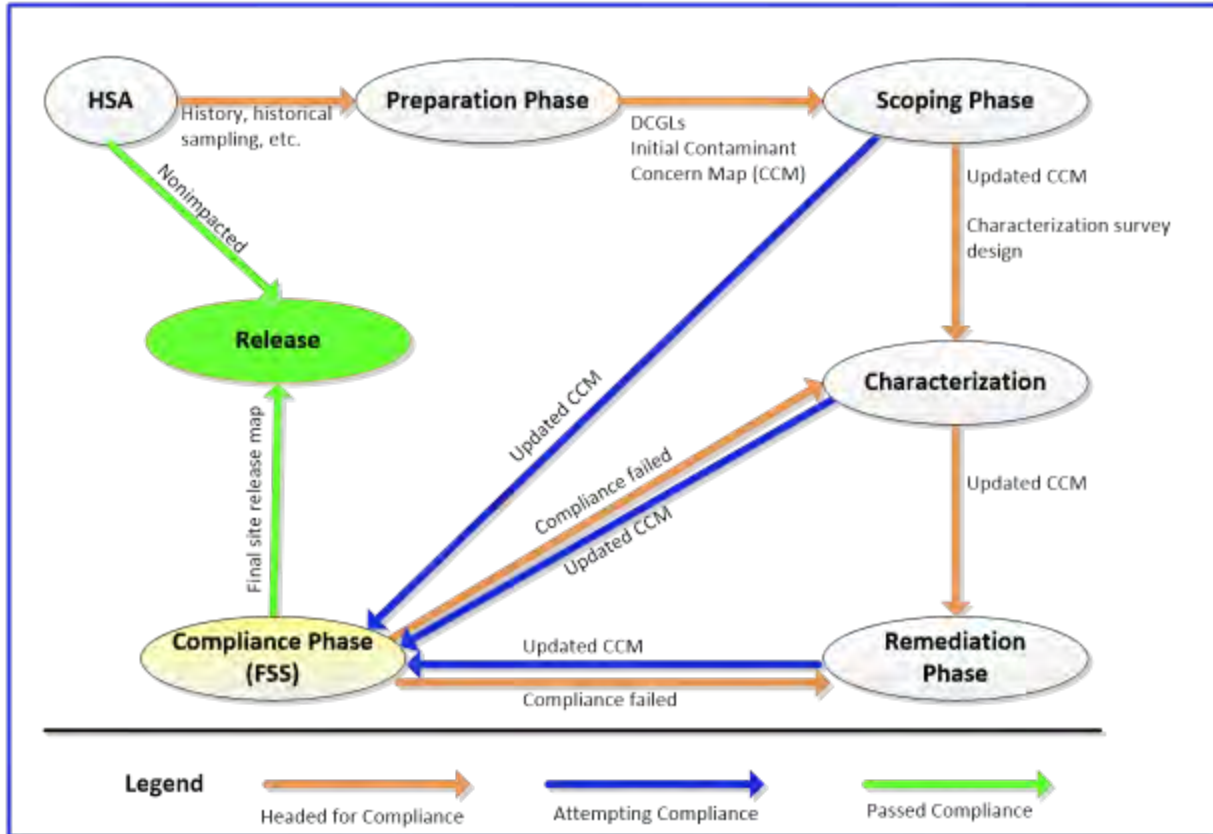 HSA
History, historical
sampling, etc.
Preparation Phase
DCGLs
Initial Contaminant
Concern Map (CCM)
Scoping Phase
Updated CCM
Characterization survey
design
Nonimpacted
Release
Updated CCM
Characterization
Compliance failed
Updated CCM
Updated CCM
Final site release map
Compliance Phase
(FSS)
Updated CCM
Compliance failed
Remediation
Phase
Legend
Headed for Compliance
Attempting Compliance
Passed Compliance